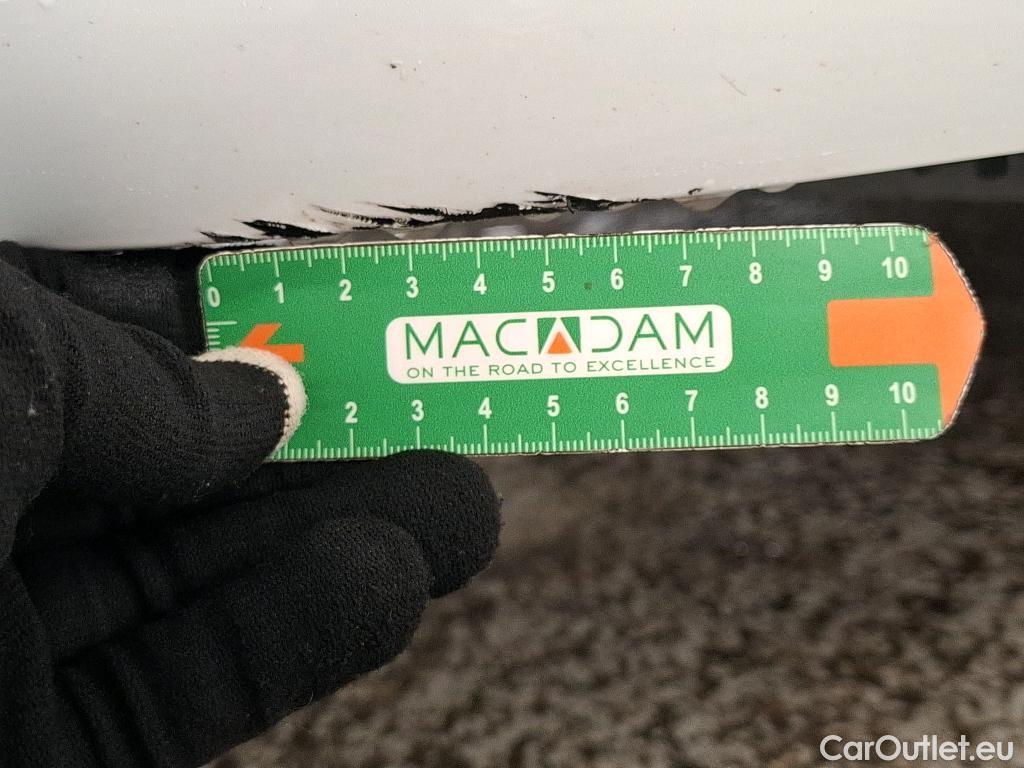 0 1 2 3 4 5 6 7 8 9 10
MACADAM
ON THE ROAD TO EXCELLENCE
2 3 4 5 6 7 8 9 10
CarOutlet.eu